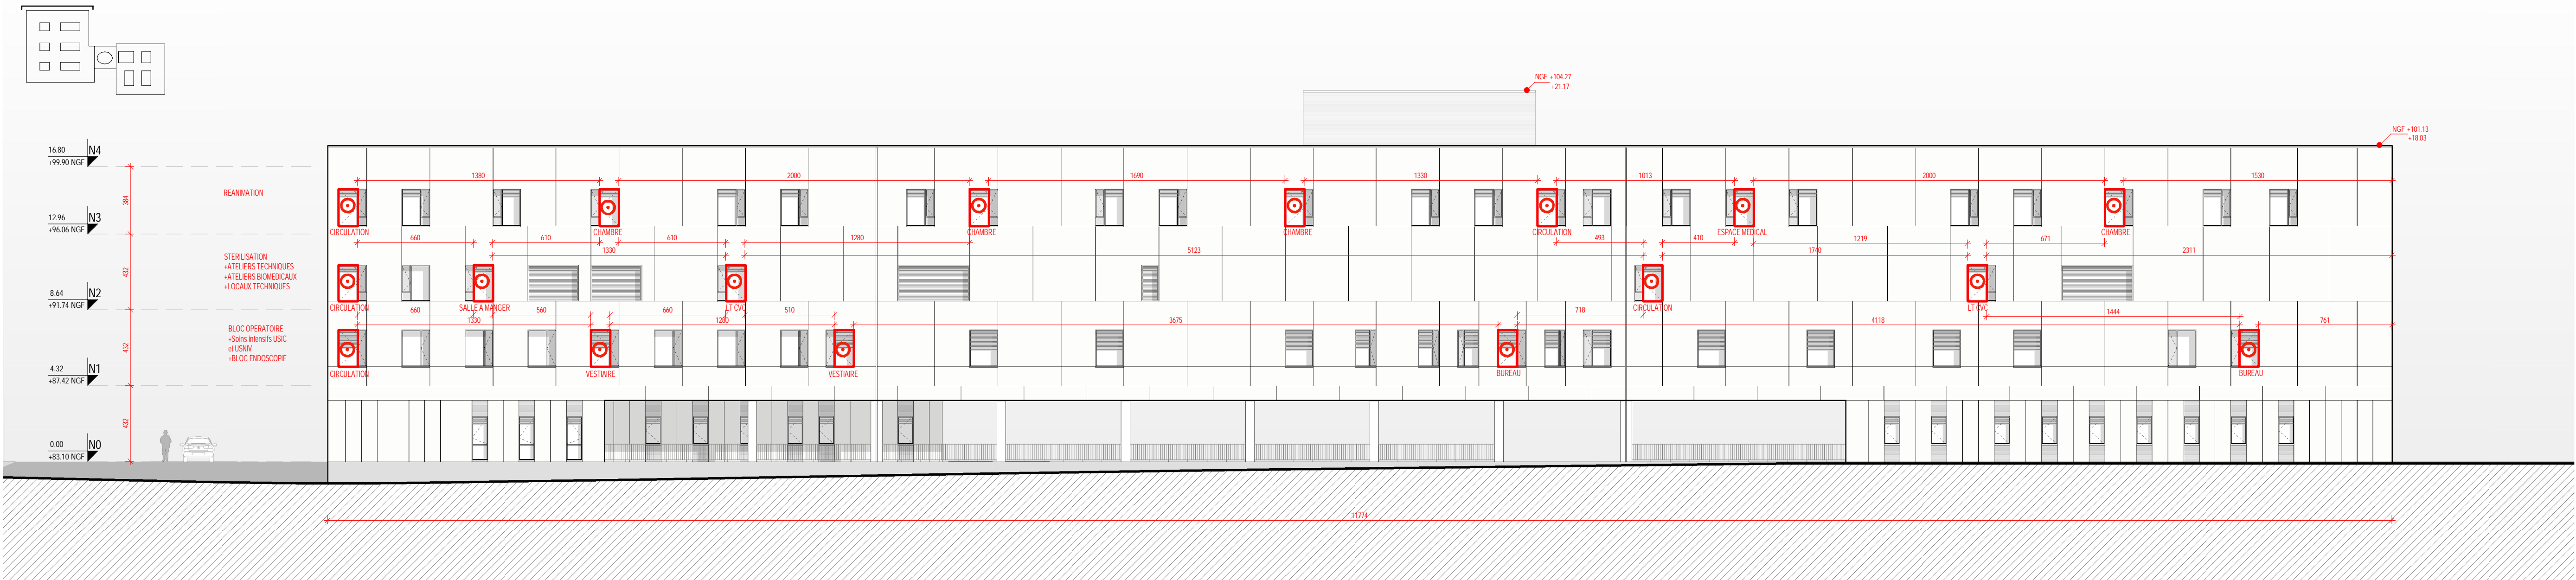 NGF +104.27
+21.17
NGF +101.13
+18.03
16.80 N4
+99.90 NGF
1380 2000 1690 1330 1013 2000 1530
REANIMATION
384
12.96 N3
+96.06 NGF
CIRCULATION CHAMBRE CHAMBRE CHAMBRE CIRCULATION ESPACE MEDICAL CHAMBRE
660 610 610 1280 493 410 1219 671
1330 5123 1740 2311
STERILISATION
+ATELIERS TECHNIQUES
+ATELIERS BIOMEDICAUX
+LOCAUX TECHNIQUES
432
8.64 N2
+91.74 NGF
CIRCULATION SALLE A MANGER LT CVC CIRCULATION LT CVC
660 560 660 510 718 1444
1330 1280 3675 4118 761
BLOC OPERATOIRE
+Soins intensifs USIC
et USNIV
+BLOC ENDOSCOPIE
432
4.32 N1
+87.42 NGF
CIRCULATION VESTIAIRE VESTIAIRE BUREAU BUREAU
432
0.00 N0
+83.10 NGF
11774